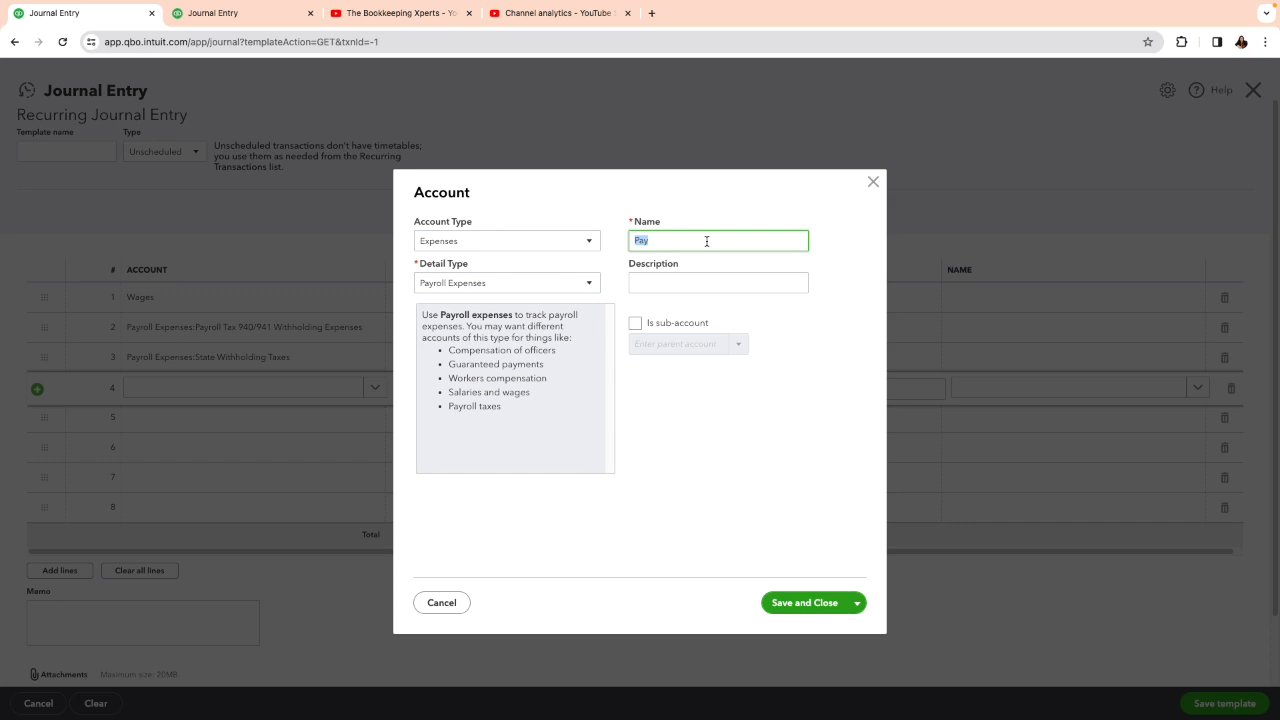 Journal Entry
Journal Entry
The Bookkeeping Xperts – Yo
Channel analytics - YouTube
app.qbo.intuit.com/app/journal?templateAction=GET&txnId=-1
Journal Entry
Help
Recurring Journal Entry
Template name
Type
Unscheduled
Unscheduled transactions don't have timetables;
you use them as needed from the Recurring
Transactions list.
Account
Account Type
* Name
Expenses
Pay
* Detail Type
Description
Payroll Expenses
Use Payroll expenses to track payroll
expenses. You may want different
accounts of this type for things like:
• Compensation of officers
• Guaranteed payments
• Workers compensation
• Salaries and wages
• Payroll taxes
Is sub-account
Enter parent account
Cancel
Save and Close
# ACCOUNT
NAME
1 Wages
2 Payroll Expenses:Payroll Tax 940/941 Withholding Expenses
3 Payroll Expenses:State Withholding Taxes
4
5
6
7
8
Total
Add lines
Clear all lines
Memo
Attachments Maximum size: 20MB
Cancel
Clear
Save template